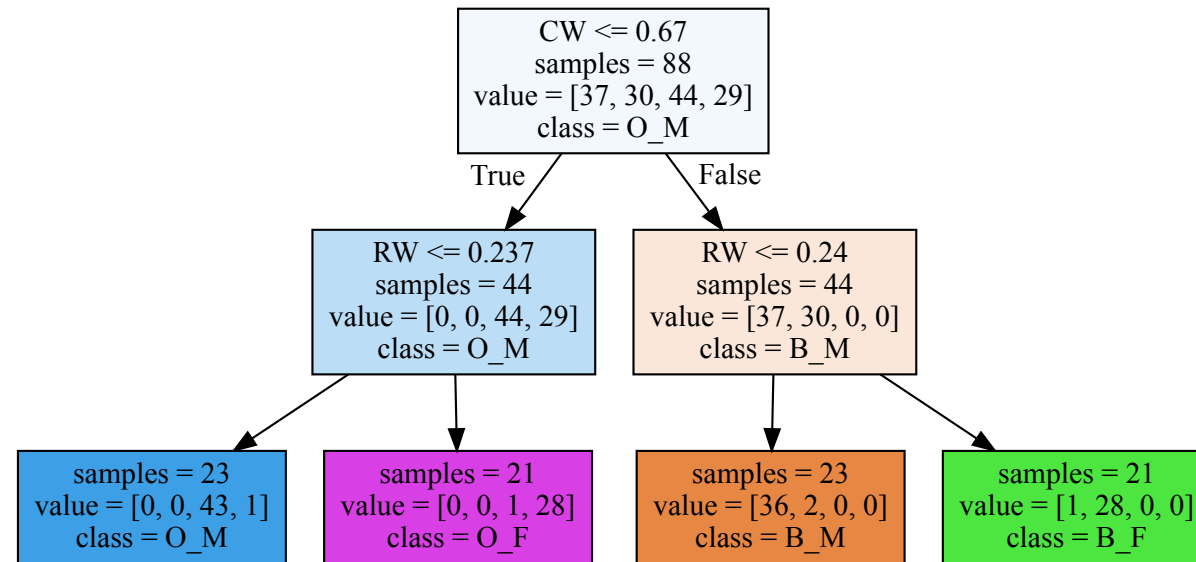 CW <= 0.67
samples = 88
value = [37, 30, 44, 29]
class = O_M
True
False
RW <= 0.237
samples = 44
value = [0, 0, 44, 29]
class = O_M
RW <= 0.24
samples = 44
value = [37, 30, 0, 0]
class = B_M
samples = 23
value = [0, 0, 43, 1]
class = O_M
samples = 21
value = [0, 0, 1, 28]
class = O_F
samples = 23
value = [36, 2, 0, 0]
class = B_M
samples = 21
value = [1, 28, 0, 0]
class = B_F